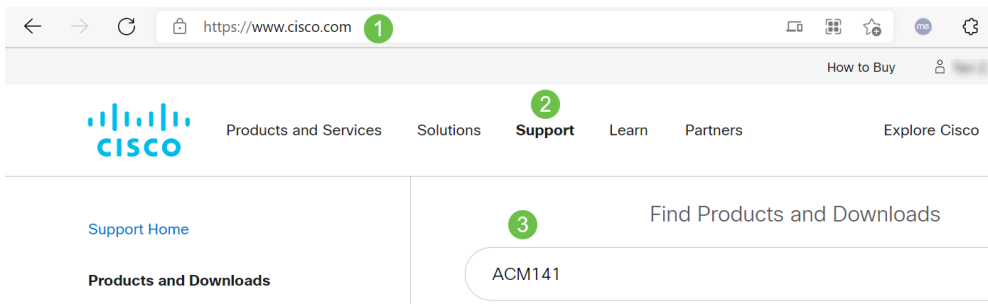 https://www.cisco.com 1
me
How to Buy
2
CISCO Products and Services Solutions Support Learn Partners Explore Cisco
3 Find Products and Downloads
Support Home
ACM141
Products and Downloads